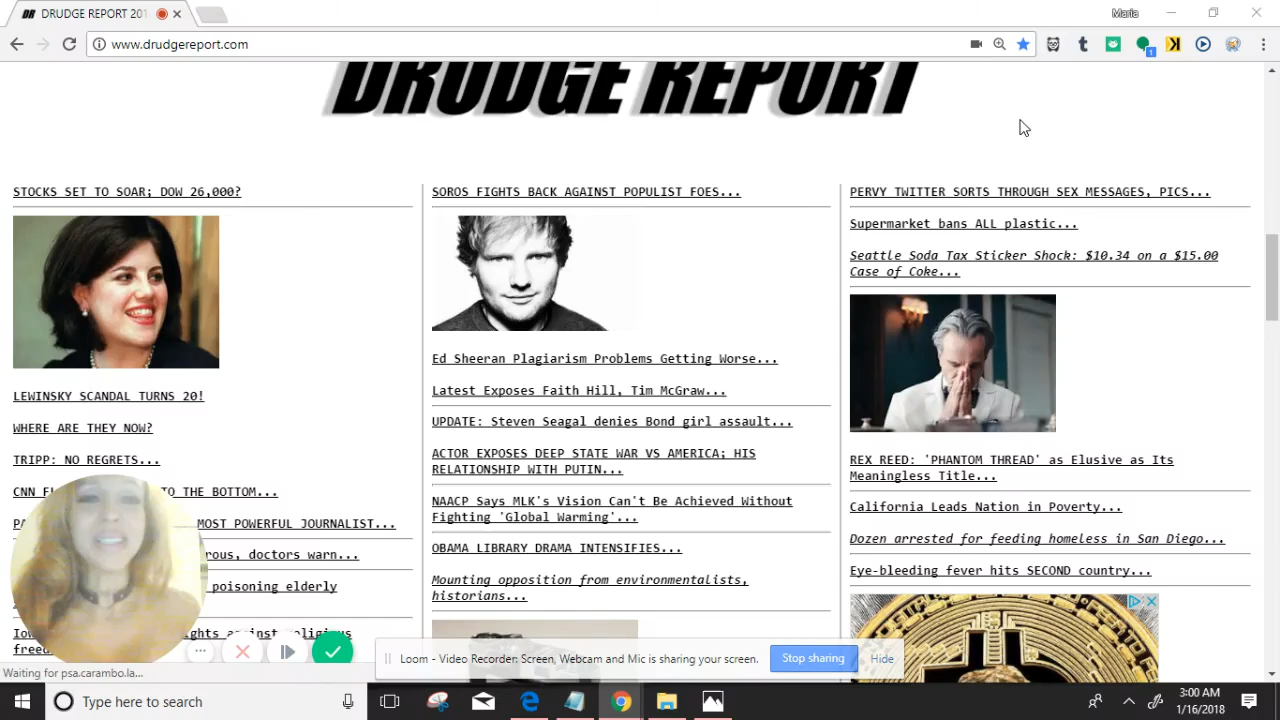 DR DRUDGE REPORT 201
Maria
www.drudgereport.com
1
DRUDGE REPORT
STOCKS SET TO SOAR; DOW 26,000?
LEWINSKY SCANDAL TURNS 20!
WHERE ARE THEY NOW?
TRIPP: NO REGRETS...
CNN
TO THE BOTTOM...
MOST POWERFUL JOURNALIST...
doctors warn...
poisoning elderly
against religious
SOROS FIGHTS BACK AGAINST POPULIST FOES...
Ed Sheeran Plagiarism Problems Getting Worse...
Latest Exposes Faith Hill, Tim McGraw...
UPDATE: Steven Seagal denies Bond girl assault...
ACTOR EXPOSES DEEP STATE WAR VS AMERICA; HIS
RELATIONSHIP WITH PUTIN...
NAACP Says MLK's Vision Can't Be Achieved Without
Fighting 'Global Warming'...
OBAMA LIBRARY DRAMA INTENSIFIES...
Mounting opposition from environmentalists,
historians...
PERVY TWITTER SORTS THROUGH SEX MESSAGES, PICS...
Supermarket bans ALL plastic...
Seattle Soda Tax Sticker Shock: $10.34 on a $15.00
Case of Coke...
REX REED: 'PHANTOM THREAD' as Elusive as Its
Meaningless Title...
California Leads Nation in Poverty...
Dozen arrested for feeding homeless in San Diego...
Eye-bleeding fever hits SECOND country...
Loom - Video Recorder: Screen, Webcam and Mic is sharing your screen. Stop sharing Hide
Waiting for psa.carambo.la...
Type here to search
3:00 AM
1/16/2018